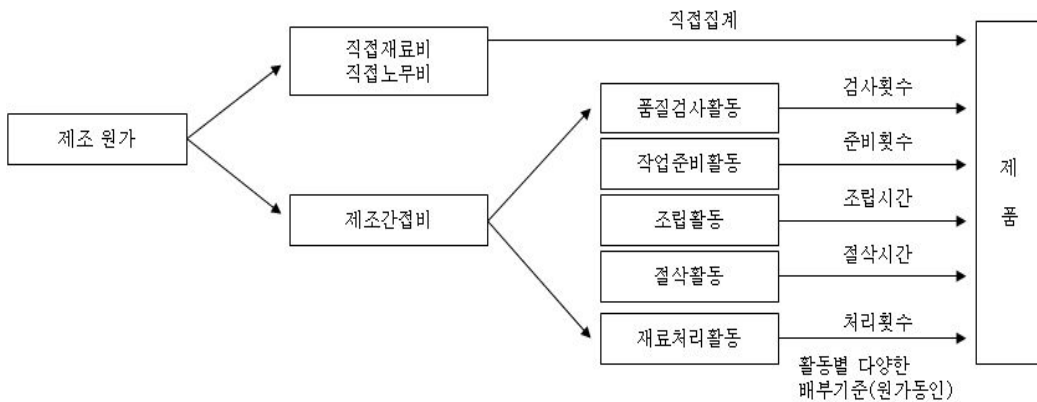 직접집계
직접재료비
직접노무비
제조 원가
제조간접비
품질검사활동
검사횟수
작업준비활동
준비횟수
조립활동
조립시간
절삭활동
절삭시간
재료처리활동
처리횟수
제
품
활동별 다양한
배부기준(원가동인)